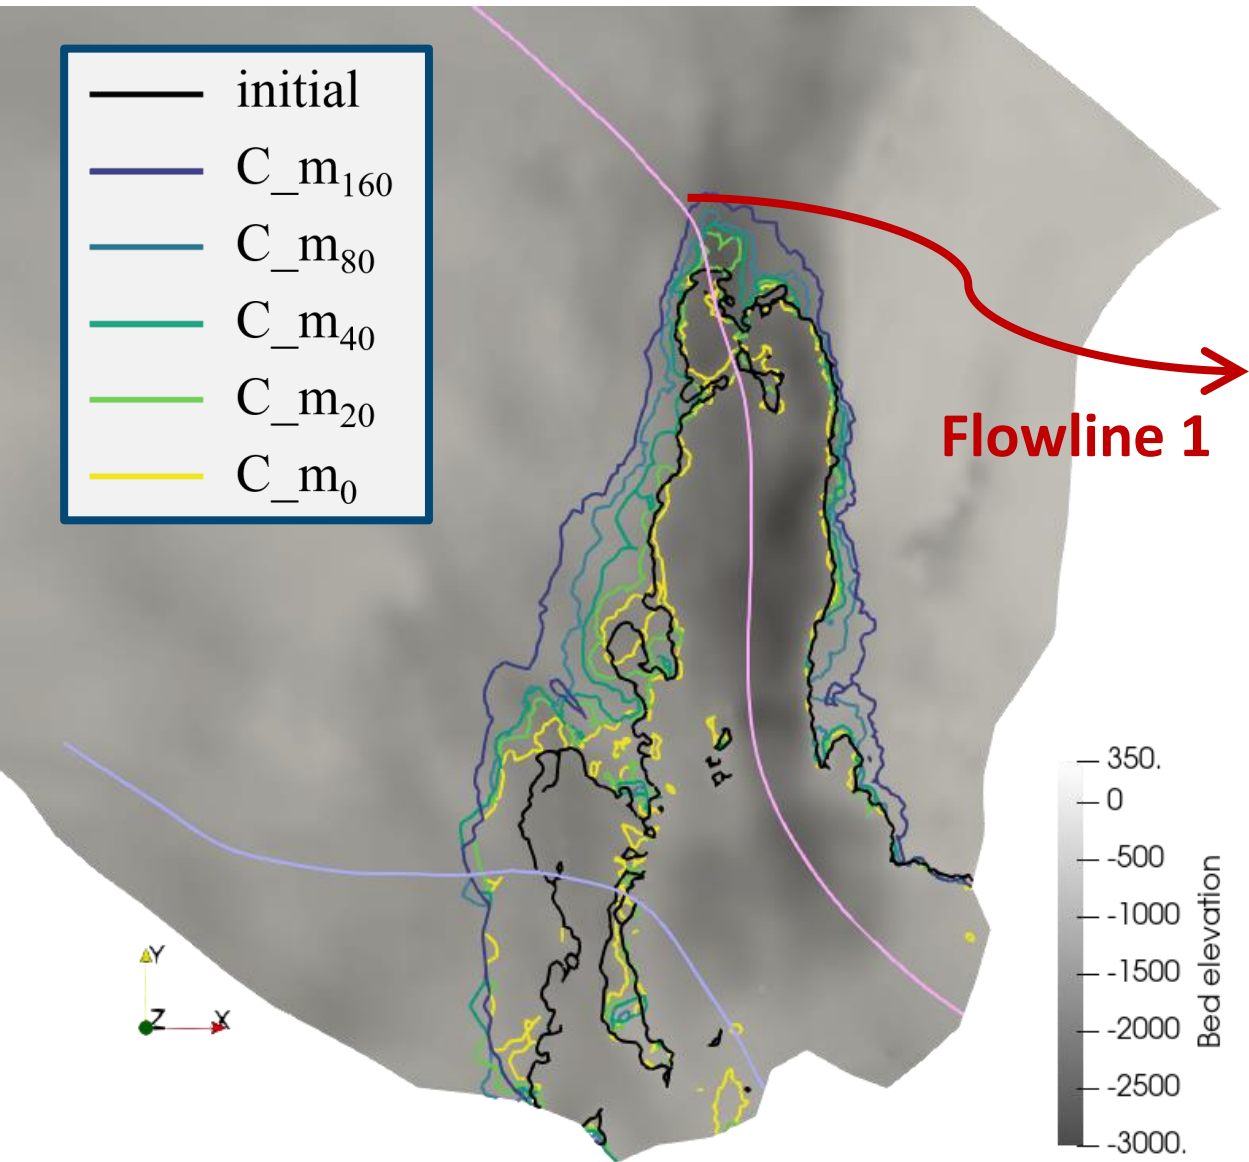 initial
C_m₁₆₀
C_m₈₀
C_m₄₀
C_m₂₀
C_m₀
Flowline 1
350.
0
-500
-1000
-1500
-2000
-2500
-3000.
Bed elevation
Y
Z
X